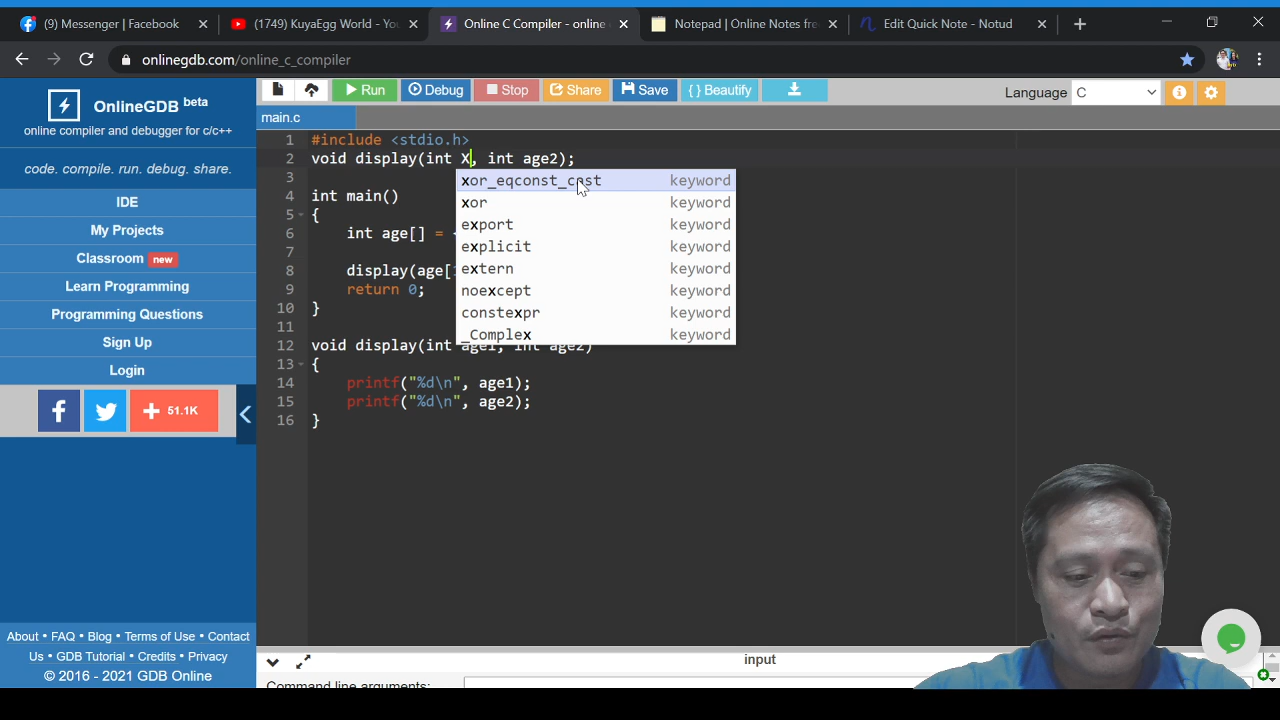 (9) Messenger | Facebook
(1749) KuyaEgg World - Yo
Online C Compiler - online
Notepad | Online Notes fre
Edit Quick Note - Notud
onlinegdb.com/online_c_compiler
OnlineGDB beta
online compiler and debugger for c/c++
code. compile. run. debug. share.
IDE
My Projects
Classroom new
Learn Programming
Programming Questions
Sign Up
Login
51.1K
About • FAQ • Blog • Terms of Use • Contact
Us • GDB Tutorial • Credits • Privacy
© 2016 - 2021 GDB Online
Run Debug Stop Share Save {} Beautify
Language C
main.c
1 #include <stdio.h>
2 void display(int X, int age2);
3
4 int main()
5 {
6 int age[] =
7
8 display(age[
9 return 0;
10 }
11
12 void display(int age1, int age2)
13 {
14 printf("%d\n", age1);
15 printf("%d\n", age2);
16 }
xor_eqconst_cast keyword
xor keyword
export keyword
explicit keyword
extern keyword
noexcept keyword
constexpr keyword
_Complex keyword
input
Command line arguments: